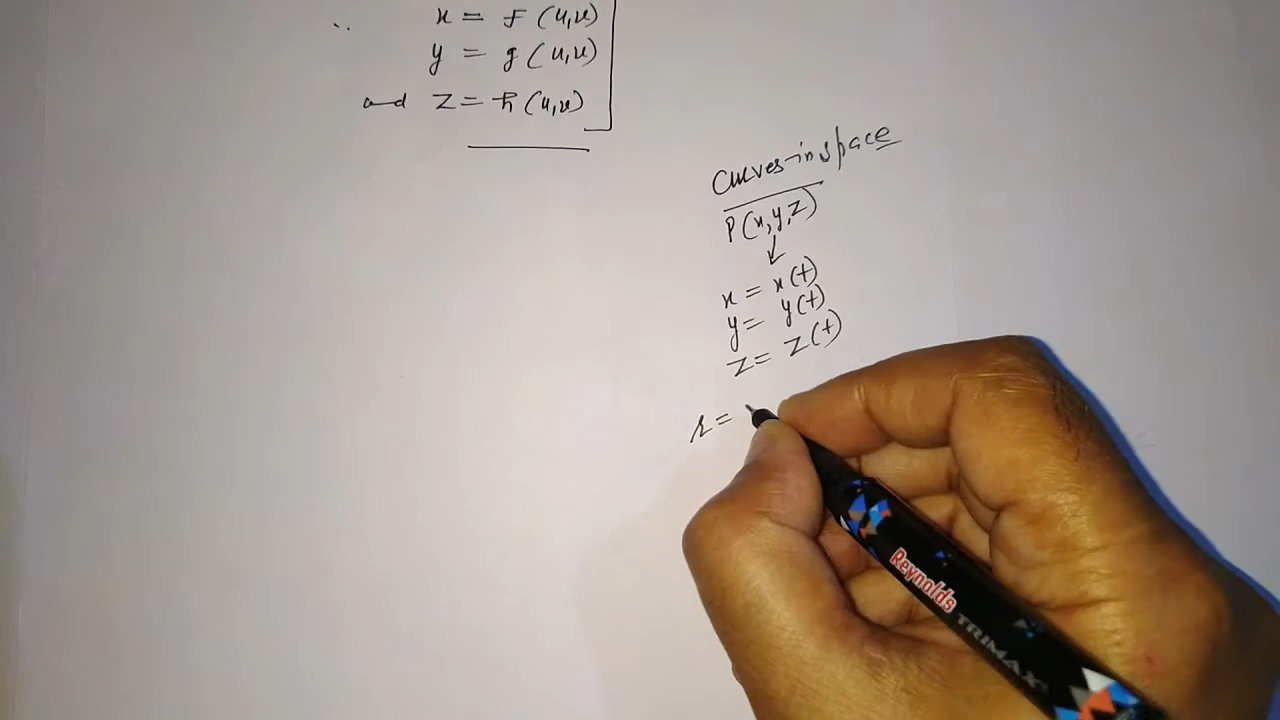 ∴ x = f (u,v)
y = g (u,v)
and z = h (u,v)
Curves in space
P(x,y,z)
↓
x = x(t)
y = y(t)
z = z(t)
r =
Reynolds TRIMAX